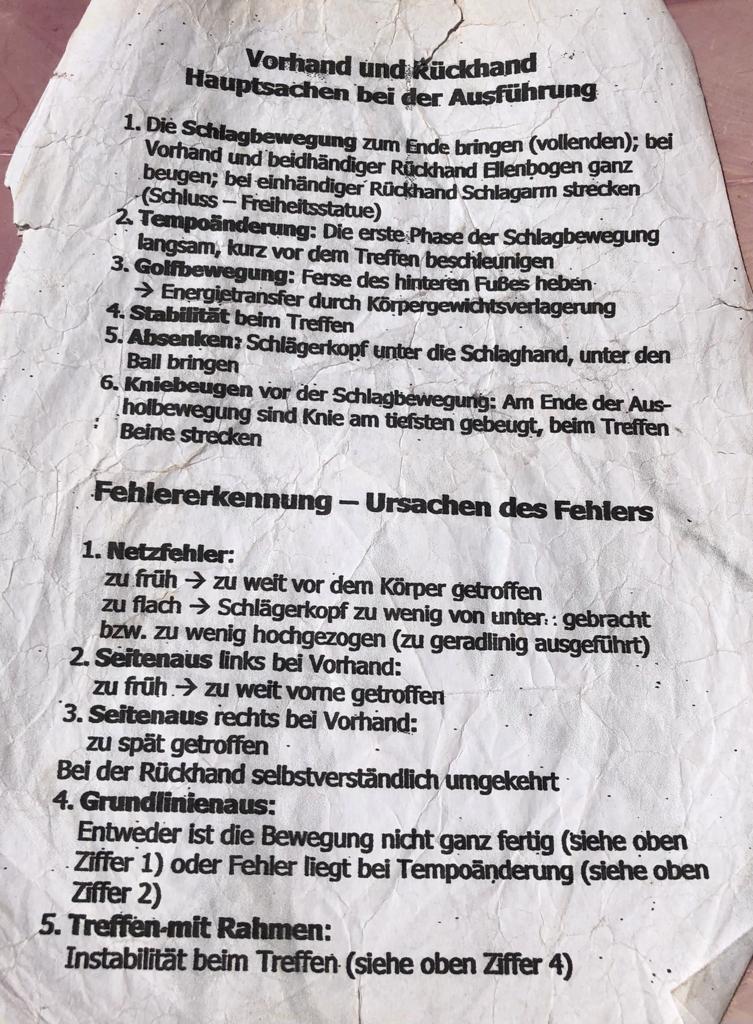 Vorhand und Rückhand
Hauptsachen bei der Ausführung
1. Die Schlagbewegung zum Ende bringen (vollenden); bei
Vorhand und beidhändiger Rückhand Ellenbogen ganz
beugen; bei einhändiger Rückhand Schlagarm strecken
(Schluss – Freiheitsstatue)
2. Tempoänderung: Die erste Phase der Schlagbewegung
langsam, kurz vor dem Treffen beschleunigen
3. Golfbewegung: Ferse des hinteren Fußes heben
→ Energietransfer durch Körpergewichtsverlagerung
4. Stabilität beim Treffen
5. Absenken: Schlägerkopf unter die Schlaghand, unter den
Ball bringen
6. Kniebeugen vor der Schlagbewegung: Am Ende der Aus-
holbewegung sind Knie am tiefsten gebeugt, beim Treffen
Beine strecken
Fehlererkennung – Ursachen des Fehlers
1. Netzfehler:
zu früh → zu weit vor dem Körper getroffen
zu flach → Schlägerkopf zu wenig von unten gebracht
bzw. zu wenig hochgezogen (zu geradlinig ausgeführt)
2. Seitenaus links bei Vorhand:
zu früh → zu weit vorne getroffen
3. Seitenaus rechts bei Vorhand:
zu spät getroffen
Bei der Rückhand selbstverständlich umgekehrt
4. Grundlinienaus:
Entweder ist die Bewegung nicht ganz fertig (siehe oben
Ziffer 1) oder Fehler liegt bei Tempoänderung (siehe oben
Ziffer 2)
5. Treffen mit Rahmen:
Instabilität beim Treffen (siehe oben Ziffer 4)